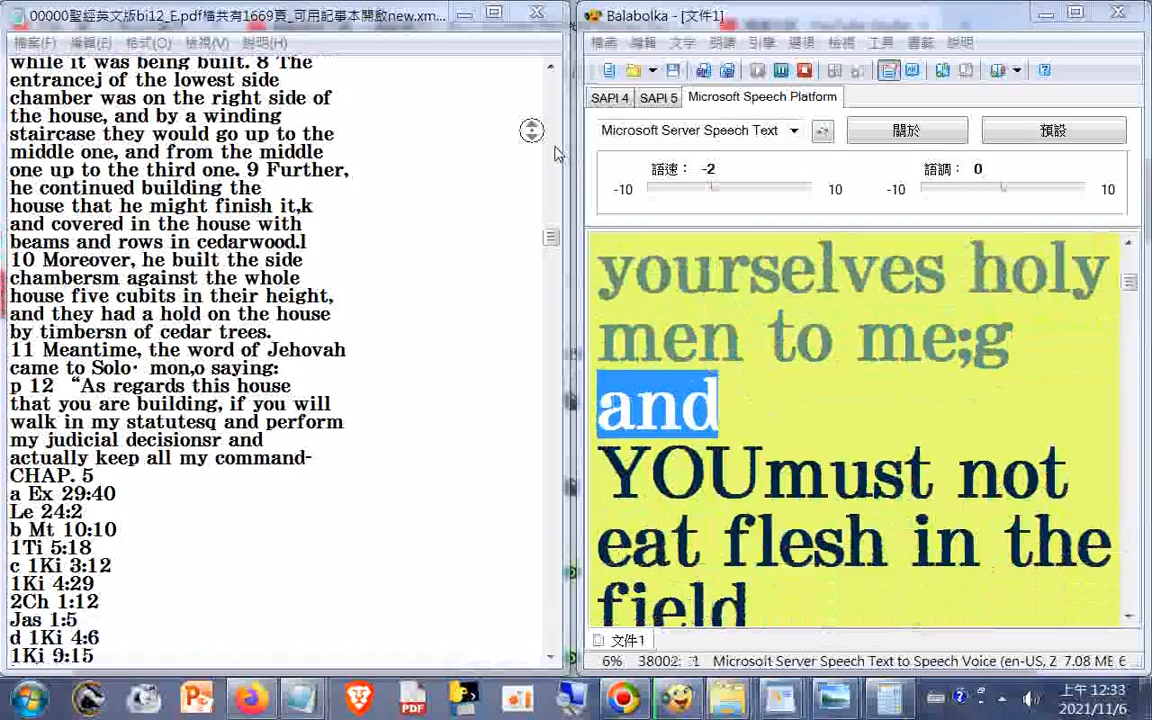 00000聖經英文版bi12_E.pdf檔共有1669頁_可用記事本開啟new.xm...
檔案(F) 編輯(E) 格式(O) 檢視(V) 說明(H)
while it was being built. 8 The
entrancej of the lowest side
chamber was on the right side of
the house, and by a winding
staircase they would go up to the
middle one, and from the middle
one up to the third one. 9 Further,
he continued building the
house that he might finish it,k
and covered in the house with
beams and rows in cedarwood.l
10 Moreover, he built the side
chambersm against the whole
house five cubits in their height,
and they had a hold on the house
by timbersn of cedar trees.
11 Meantime, the word of Jehovah
came to Solo· mon,o saying:
p 12 “As regards this house
that you are building, if you will
walk in my statutesq and perform
my judicial decisionsr and
actually keep all my command-
CHAP. 5
a Ex 29:40
Le 24:2
b Mt 10:10
1Ti 5:18
c 1Ki 3:12
1Ki 4:29
2Ch 1:12
Jas 1:5
d 1Ki 4:6
1Ki 9:15
Balabolka - [文件1]
檔案 編輯 文字 朗讀 引擎 選項 檢視 工具 書籤 說明
SAPI 4 SAPI 5 Microsoft Speech Platform
Microsoft Server Speech Text 關於 預設
語速： -2 語調： 0
-10 10 -10 10
yourselves holy
men to me;g
and
YOUmust not
eat flesh in the
field
文件1
6% 38002: 1 Microsoft Server Speech Text to Speech Voice (en-US, Z 7.08 MB 6
PDF
上午 12:33
2021/11/6